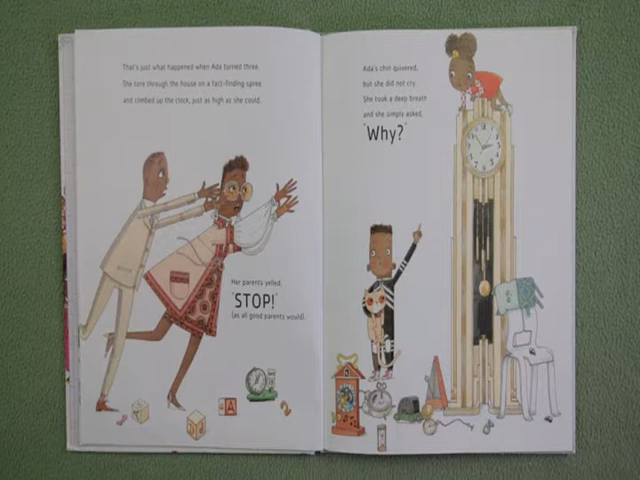 That's just what happened when Ada turned three.
She tore through the house on a fact-finding spree
and climbed up the clock, just as high as she could.
Her parents yelled,
"STOP!"
(as all good parents would).
A
Ada's chin quivered,
but she did not cry.
She took a deep breath
and she simply asked,
"Why?"